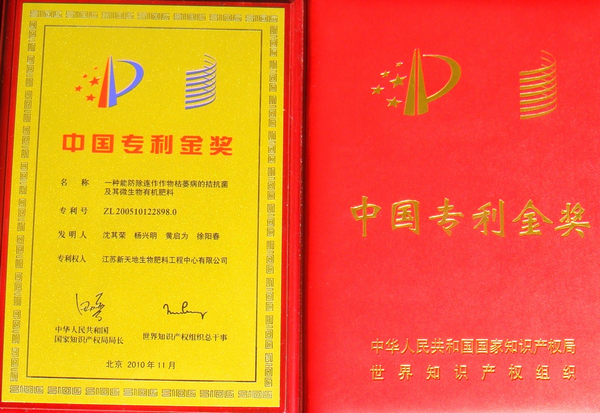 中国专利金奖
名 称 一种能防除连作作物枯萎病的拮抗菌
及其微生物有机肥料
专 利 号 ZL200510122898.0
发 明 人 沈其荣 杨兴明 黄启为 徐阳春
专利权人 江苏新天地生物肥料工程中心有限公司
中华人民共和国
国家知识产权局局长
世界知识产权组织总干事
北京 2010年11月
中国专利金奖
中华人民共和国国家知识产权局
世界知识产权组织